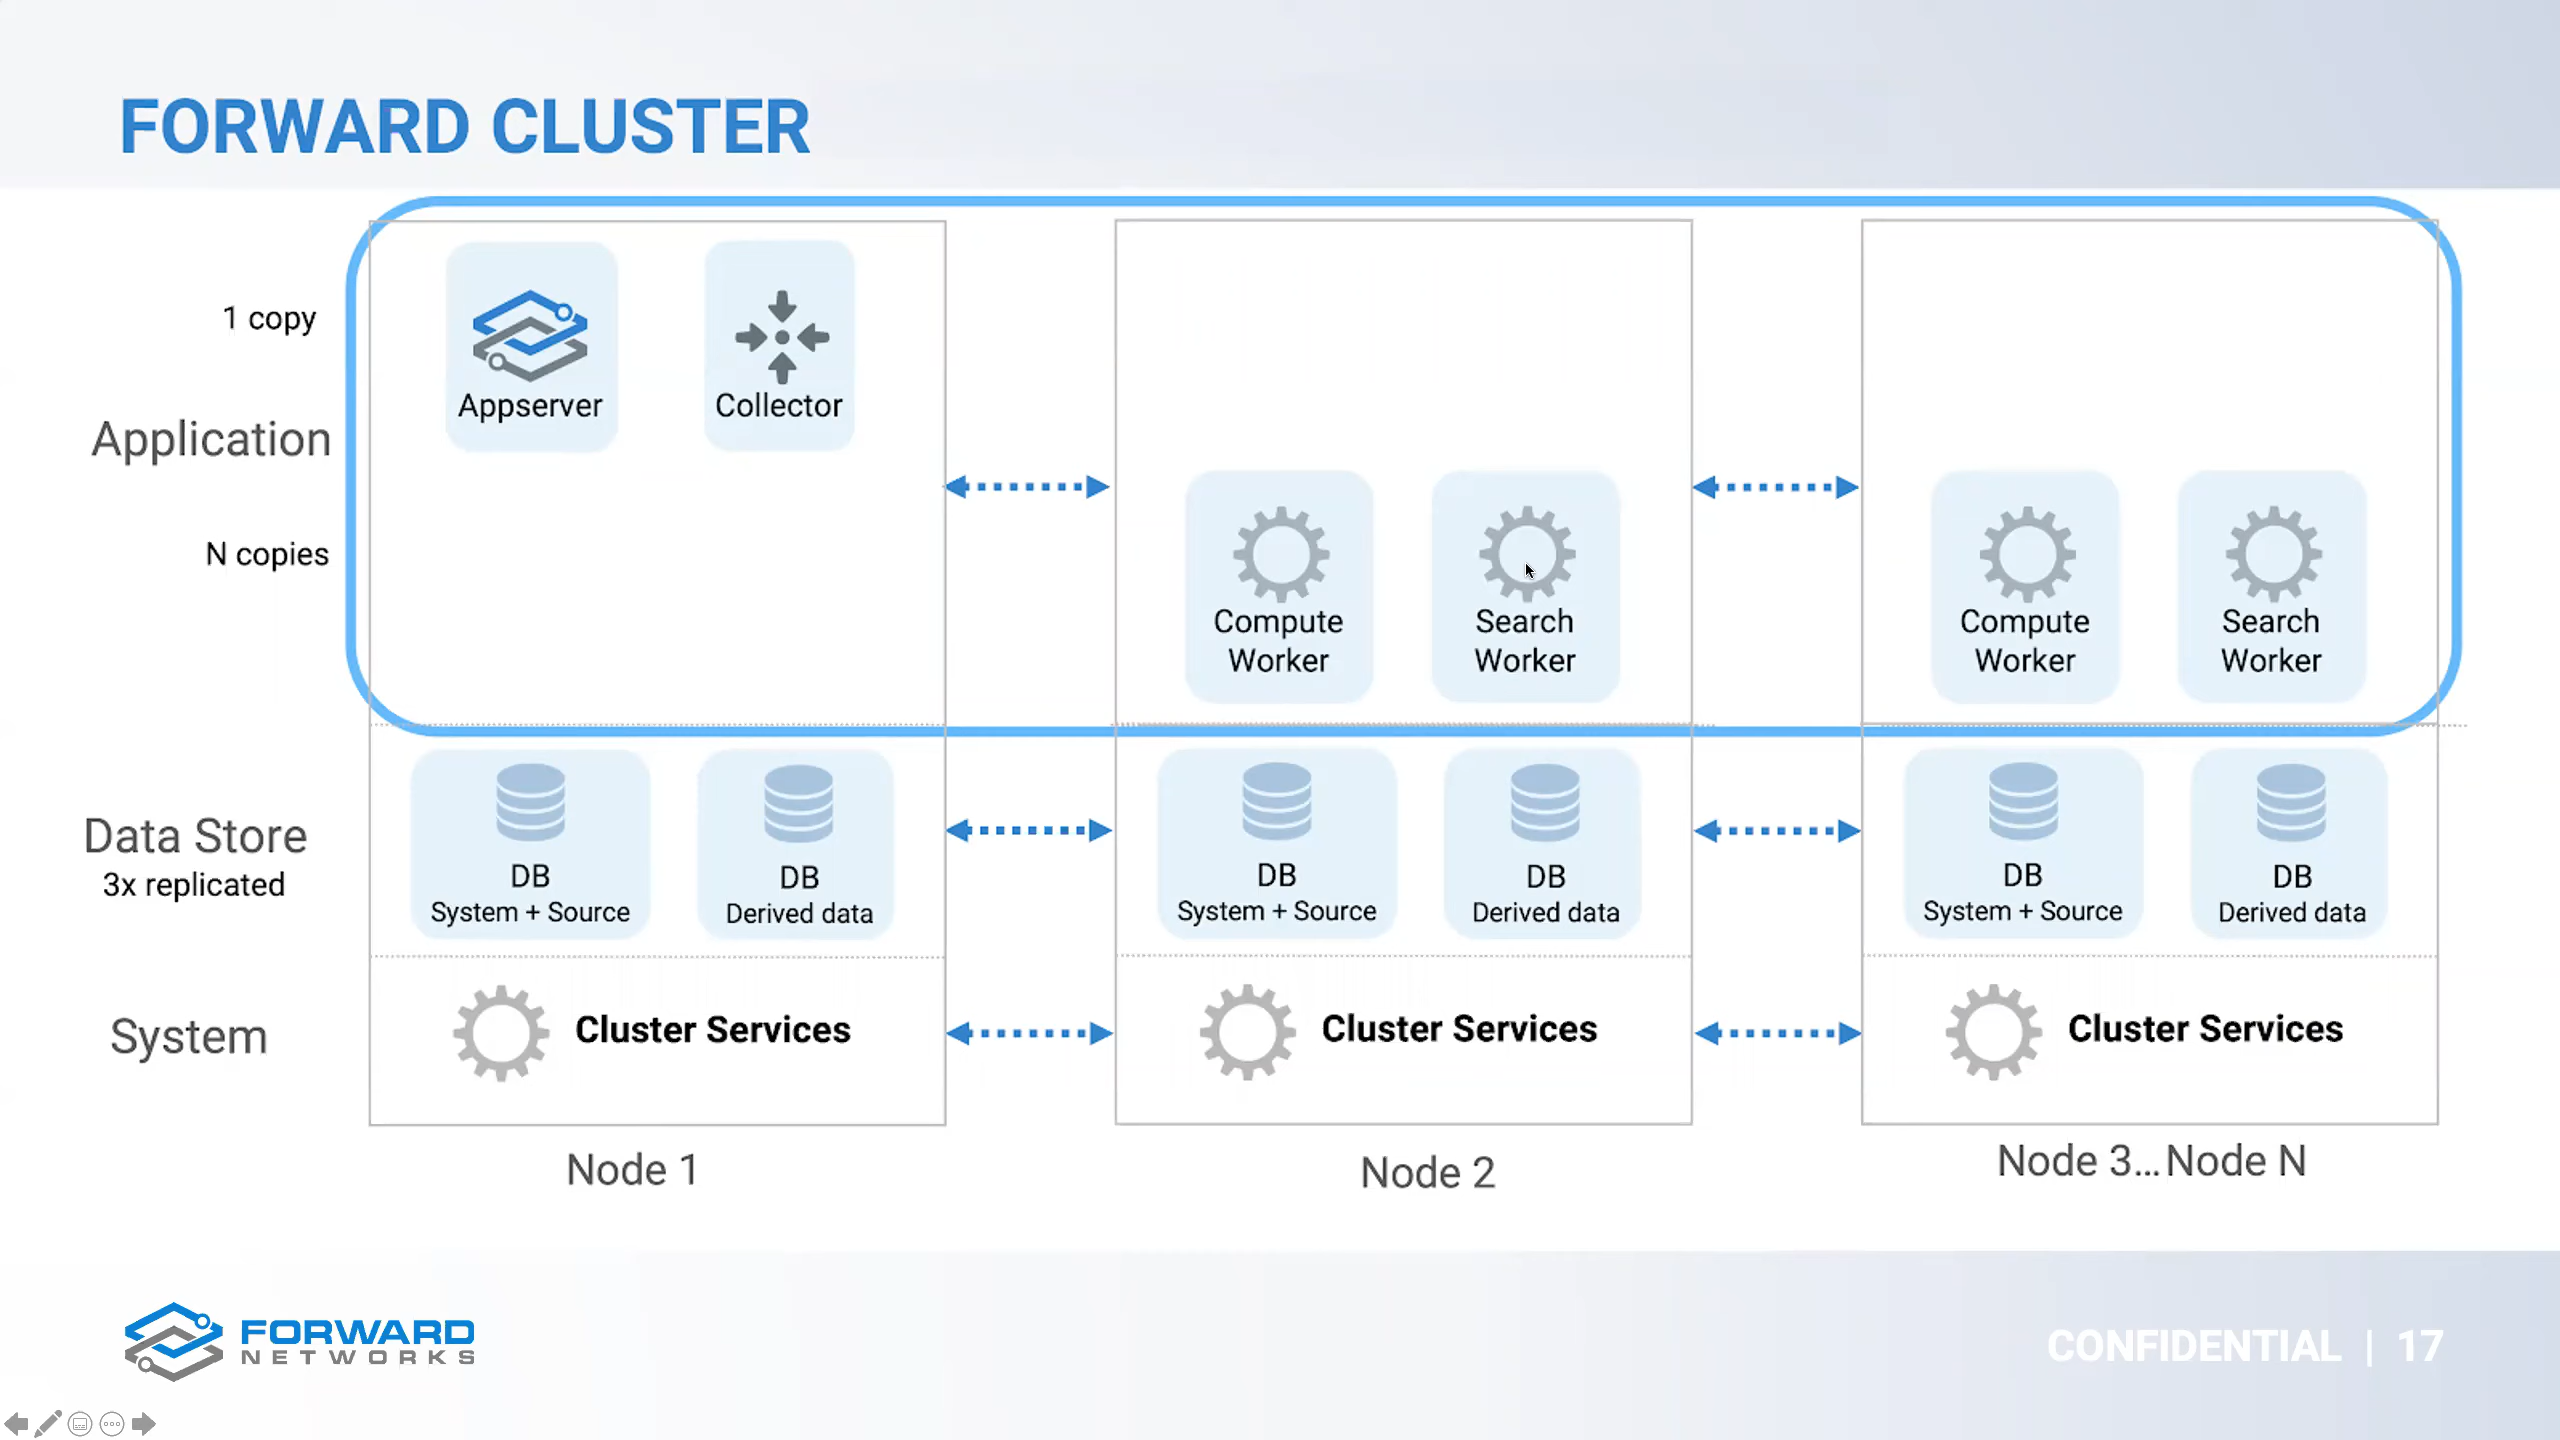 FORWARD CLUSTER
1 copy
Application
N copies
Appserver
Collector
Compute
Worker
Search
Worker
Compute
Worker
Search
Worker
Data Store
3x replicated
DB
System + Source
DB
Derived data
DB
System + Source
DB
Derived data
DB
System + Source
DB
Derived data
System
Cluster Services
Cluster Services
Cluster Services
Node 1
Node 2
Node 3... Node N
FORWARD
NETWORKS
CONFIDENTIAL | 17